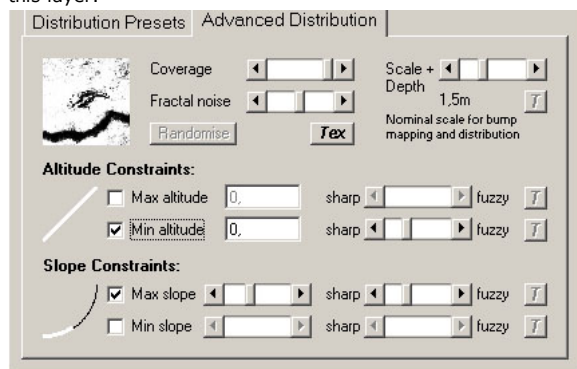 this layer.
Distribution Presets Advanced Distribution
Coverage Scale +
Depth
Fractal noise 1,5m T
Randomise Tex Nominal scale for bump
mapping and distribution
Altitude Constraints:
Max altitude 0, sharp fuzzy T
Min altitude 0, sharp fuzzy T
Slope Constraints:
Max slope sharp fuzzy T
Min slope sharp fuzzy T